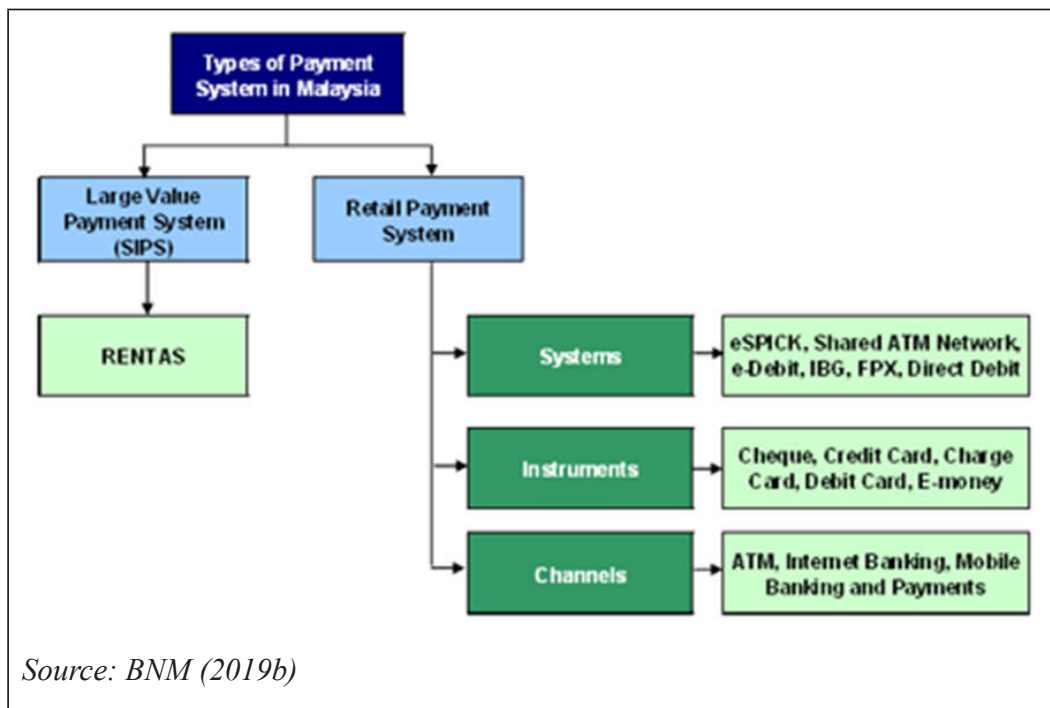 Types of Payment
System in Malaysia
Large Value
Payment System
(SIPS)
Retail Payment
System
RENTAS
Systems
eSPICK, Shared ATM Network,
e-Debit, IBG, FPX, Direct Debit
Instruments
Cheque, Credit Card, Charge
Card, Debit Card, E-money
Channels
ATM, Internet Banking, Mobile
Banking and Payments
Source: BNM (2019b)